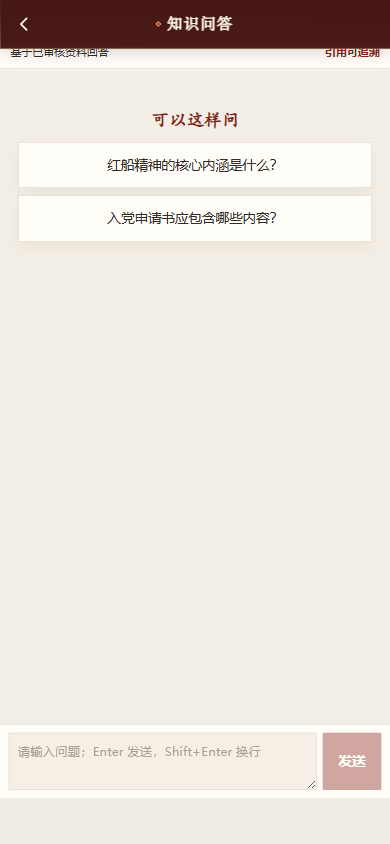 知识问答
基于已审核资料回答
引用可追溯
可以这样问
红船精神的核心内涵是什么？
入党申请书应包含哪些内容？
请输入问题；Enter 发送，Shift+Enter 换行
发送